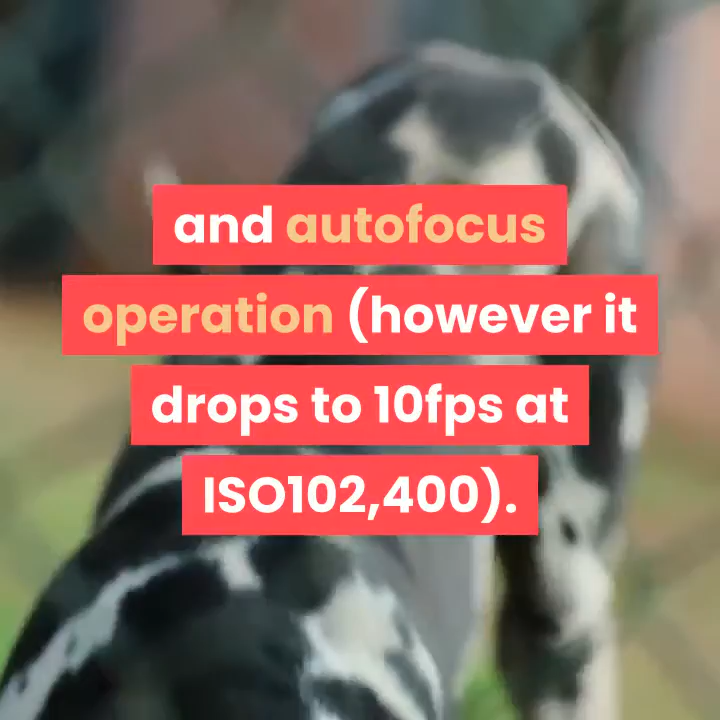 and autofocus
operation (however it
drops to 10fps at
ISO102,400).